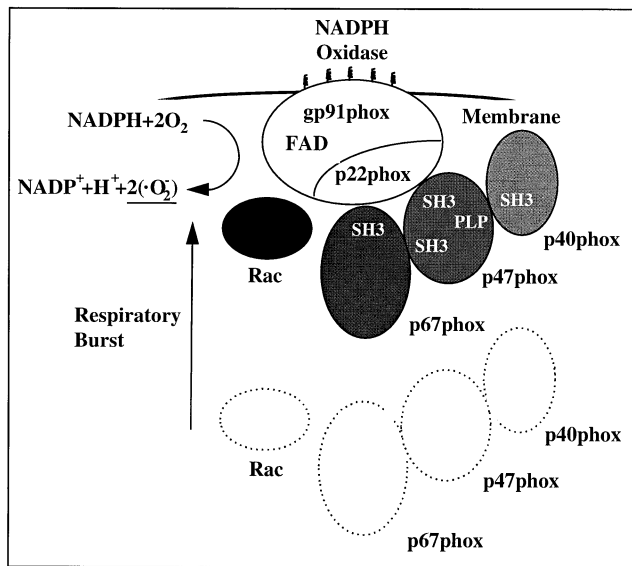 NADPH
Oxidase
gp91phox
Membrane
NADPH+2O₂
FAD
p22phox
NADP⁺+H⁺+2(·O₂⁻)
SH3
SH3
SH3
PLP
SH3
p40phox
Rac
p47phox
Respiratory
Burst
p67phox
p40phox
Rac
p47phox
p67phox